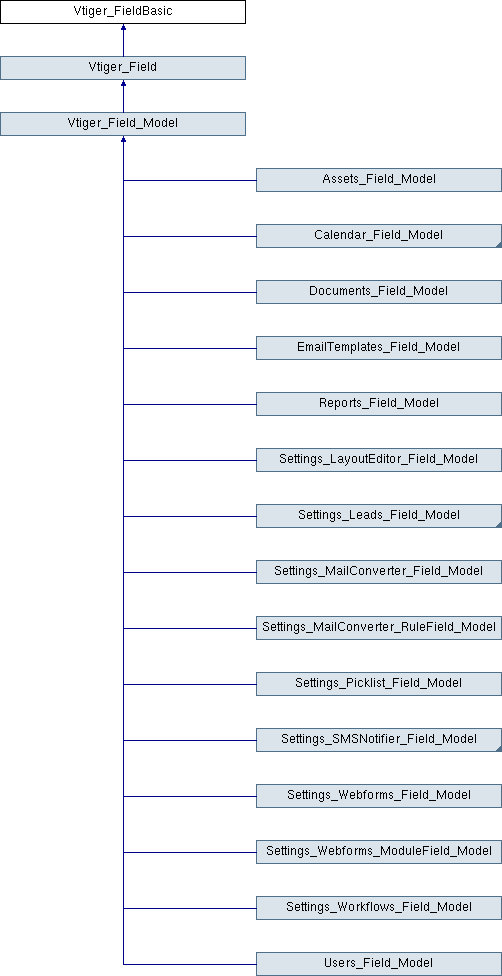 Vtiger_FieldBasic
Vtiger_Field
Vtiger_Field_Model
Assets_Field_Model
Calendar_Field_Model
Documents_Field_Model
EmailTemplates_Field_Model
Reports_Field_Model
Settings_LayoutEditor_Field_Model
Settings_Leads_Field_Model
Settings_MailConverter_Field_Model
Settings_MailConverter_RuleField_Model
Settings_Picklist_Field_Model
Settings_SMSNotifier_Field_Model
Settings_Webforms_Field_Model
Settings_Webforms_ModuleField_Model
Settings_Workflows_Field_Model
Users_Field_Model